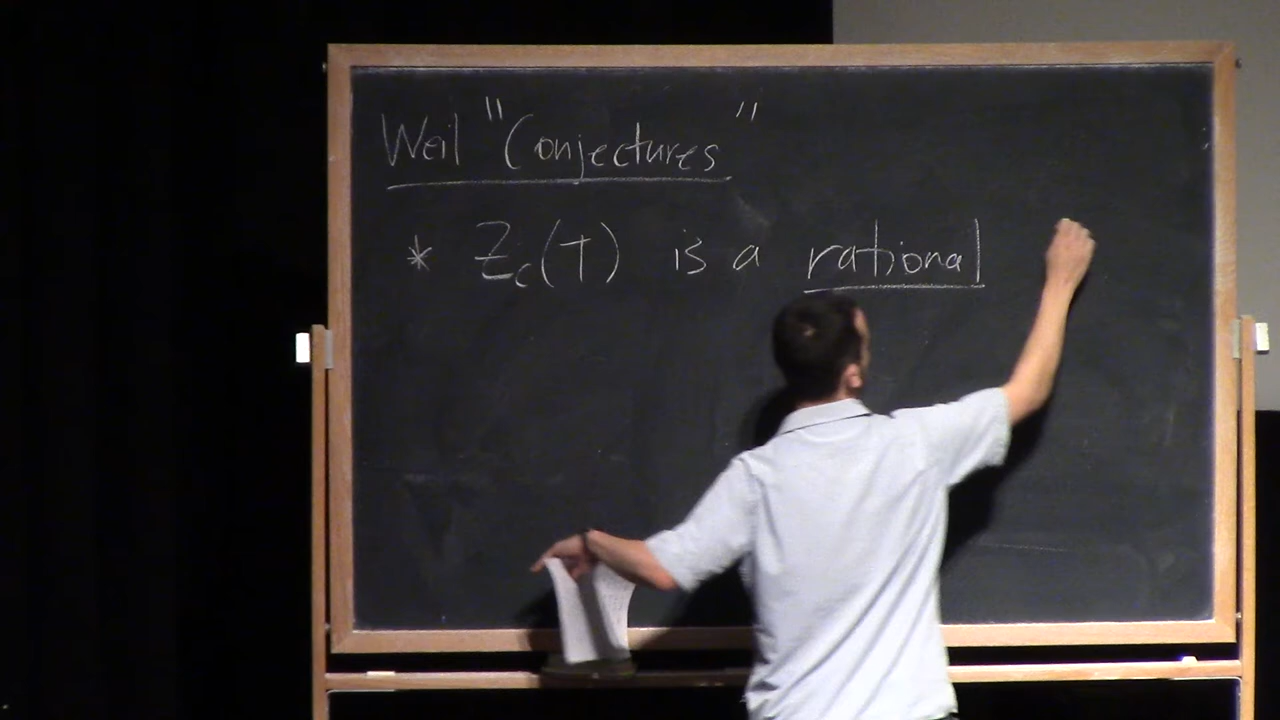 Weil "Conjectures"
* Z_C(T) is a rational